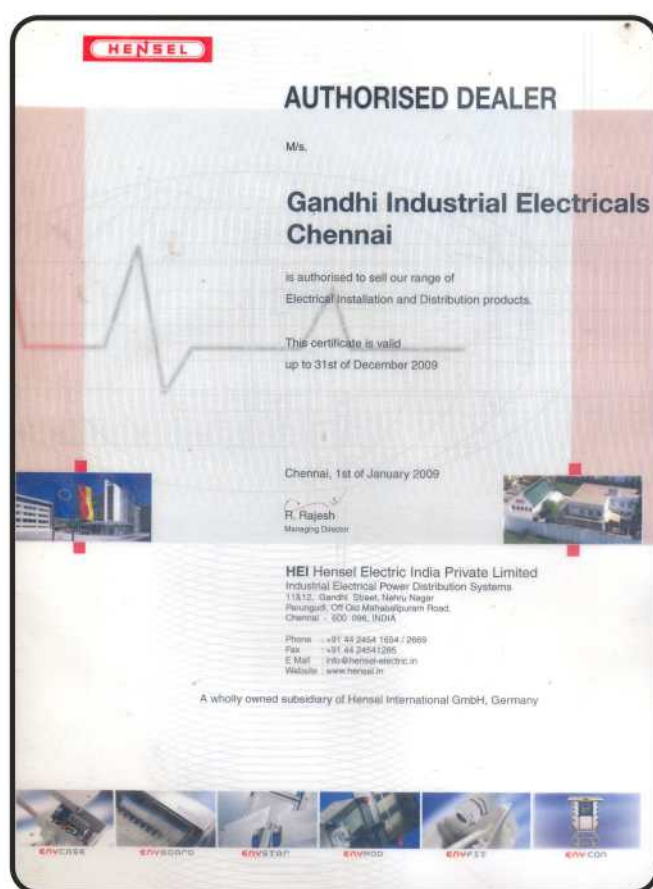 HENSEL
AUTHORISED DEALER
M/s.
Gandhi Industrial Electricals
Chennai
is authorised to sell our range of
Electrical Installation and Distribution products.
This certificate is valid
up to 31st of December 2009
Chennai, 1st of January 2009
R. Rajesh
Managing Director
HEI Hensel Electric India Private Limited
Industrial Electrical Power Distribution Systems
11&12, Gandhi Street, Nehru Nagar
Perungudi, Off Old Mahabalipuram Road,
Chennai - 600 096, INDIA
Phone : +91 44 2454 1654 / 2669
Fax : +91 44 24541265
E Mail : info@hensel-electric.in
Website : www.hensel.in
A wholly owned subsidiary of Hensel International GmbH, Germany
ENYCASE ENYBOARD ENYSTAR ENYMOD ENYFIT ENYCON